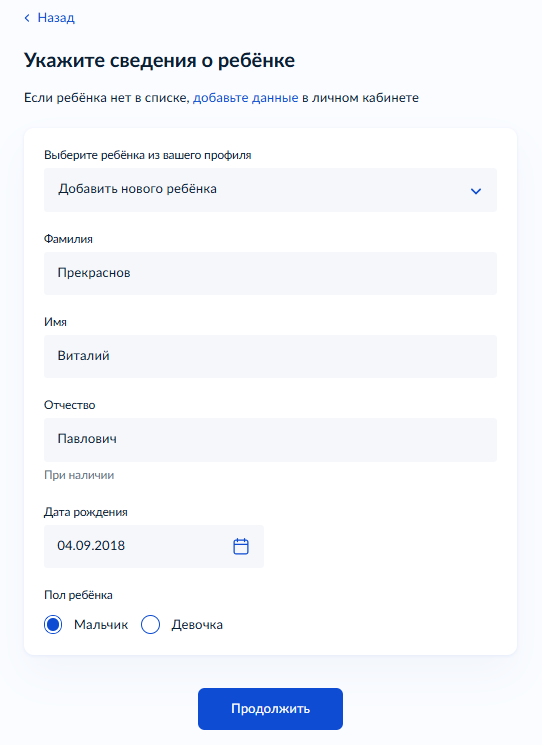 Назад
Укажите сведения о ребёнке
Если ребёнка нет в списке, добавьте данные в личном кабинете
Выберите ребёнка из вашего профиля
Добавить нового ребёнка
Фамилия
Прекраснов
Имя
Виталий
Отчество
Павлович
При наличии
Дата рождения
04.09.2018
Пол ребёнка
Мальчик Девочка
Продолжить